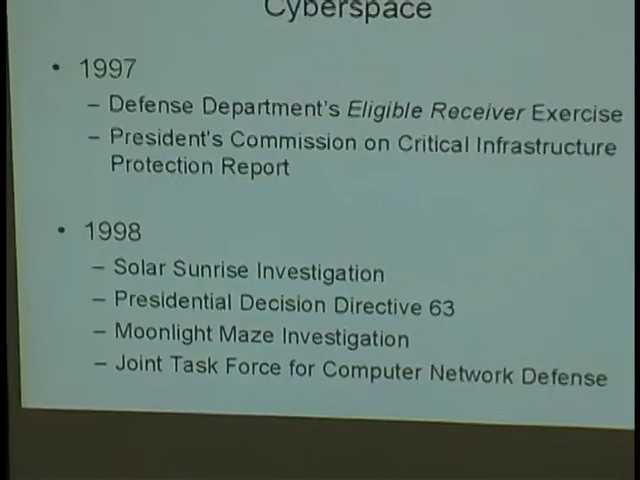 Cyberspace
• 1997
– Defense Department's Eligible Receiver Exercise
– President's Commission on Critical Infrastructure
Protection Report
• 1998
– Solar Sunrise Investigation
– Presidential Decision Directive 63
– Moonlight Maze Investigation
– Joint Task Force for Computer Network Defense